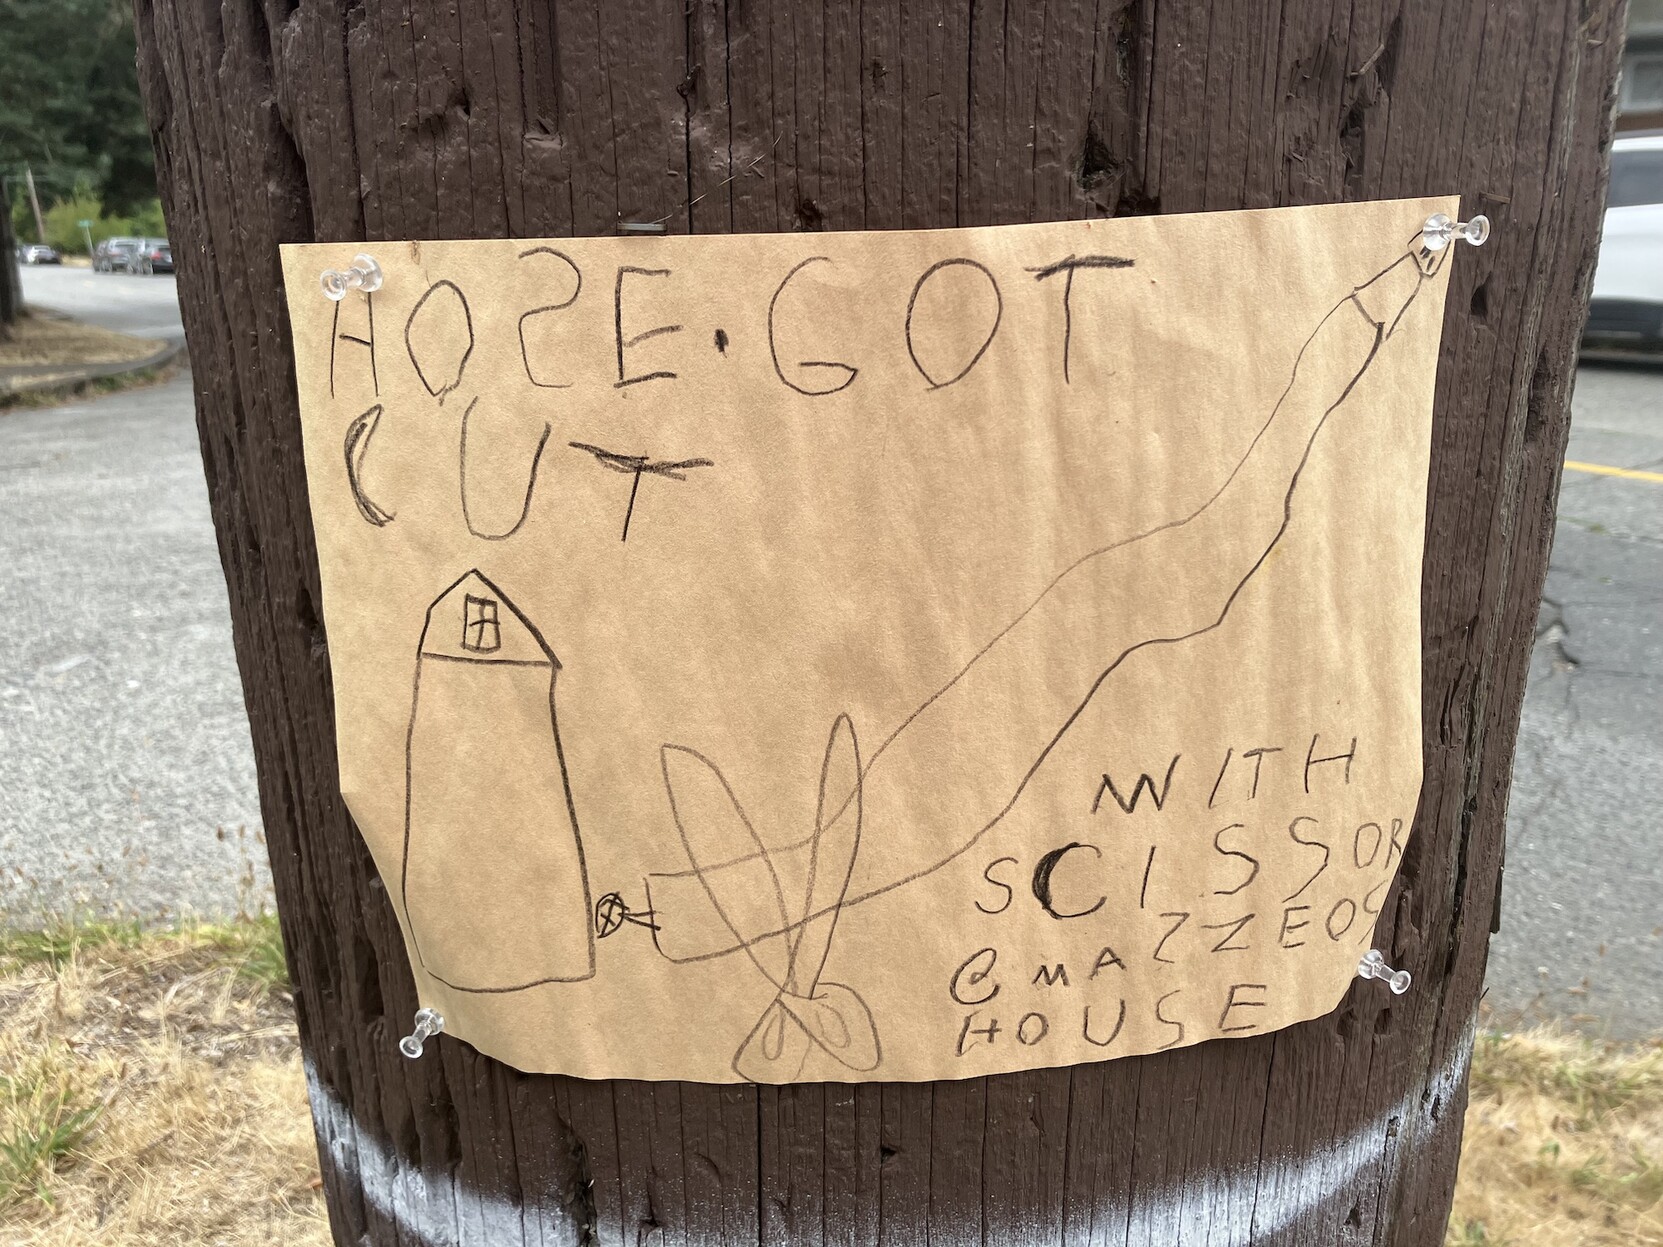 HOSE. GOT
CUT
WITH
SCISSOR
@ MAZZEOS
HOUSE